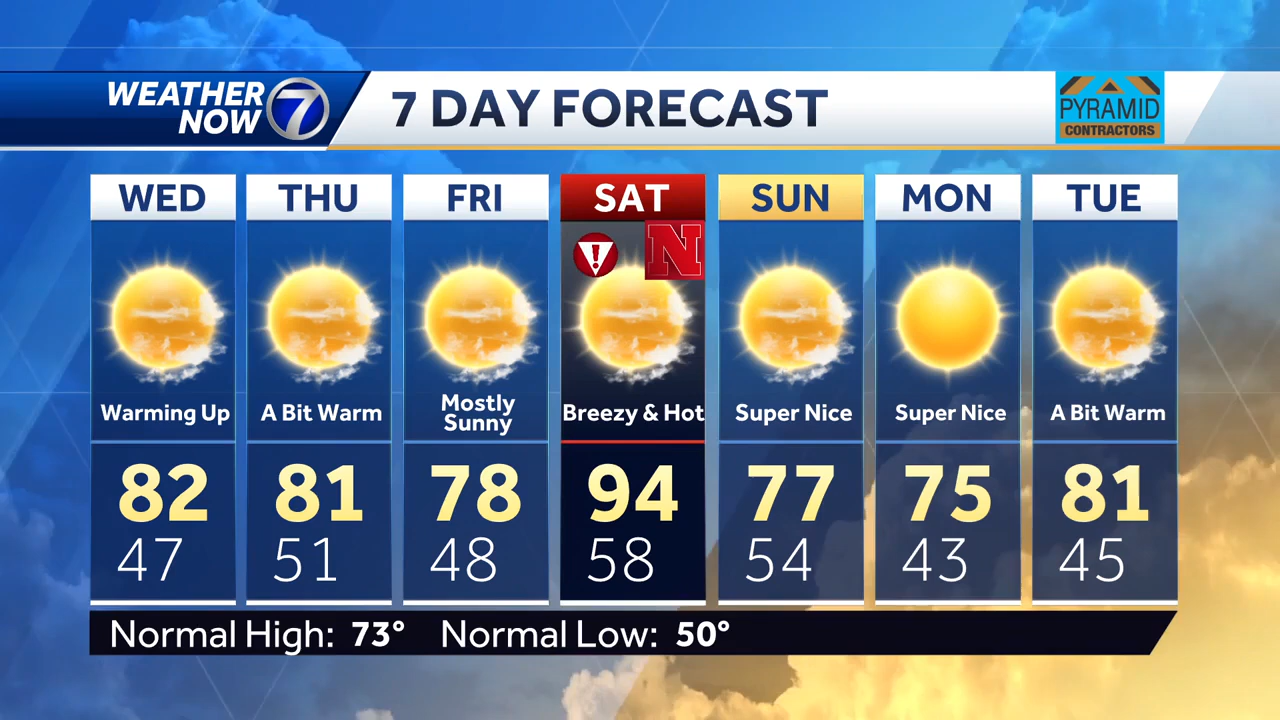 WEATHER
NOW
7
7 DAY FORECAST
PYRAMID
CONTRACTORS
WED
THU
FRI
SAT
SUN
MON
TUE
!
N
Warming Up
A Bit Warm
Mostly
Sunny
Breezy & Hot
Super Nice
Super Nice
A Bit Warm
82
81
78
94
77
75
81
47
51
48
58
54
43
45
Normal High: 73° Normal Low: 50°